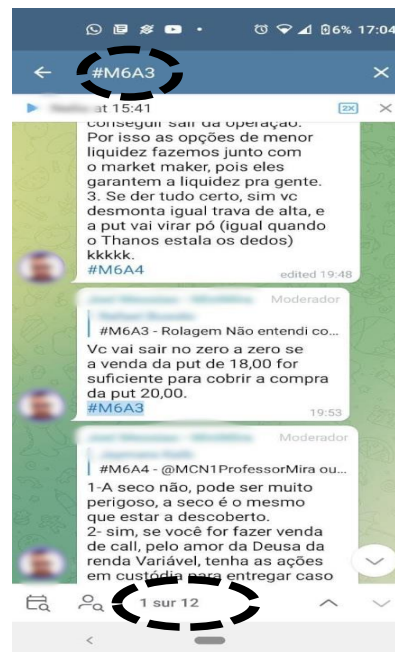 6% 17:04
#M6A3
at 15:41
2X
conseguir sair da operação.
Por isso as opções de menor
liquidez fazemos junto com
o market maker, pois eles
garantem a liquidez pra gente.
3. Se der tudo certo, sim vc
desmonta igual trava de alta, e
a put vai virar pó (igual quando
o Thanos estala os dedos)
kkkkk.
#M6A4
edited 19:48
Moderador
#M6A3 - Rolagem Não entendi co...
Vc vai sair no zero a zero se
a venda da put de 18,00 for
suficiente para cobrir a compra
da put 20,00.
#M6A3
19:53
Moderador
#M6A4 - @MCN1ProfessorMira ou...
1-A seco não, pode ser muito
perigoso, a seco é o mesmo
que estar a descoberto.
2- sim, se você for fazer venda
de call, pelo amor da Deusa da
renda Variável, tenha as ações
em custódia para entregar caso
1 sur 12